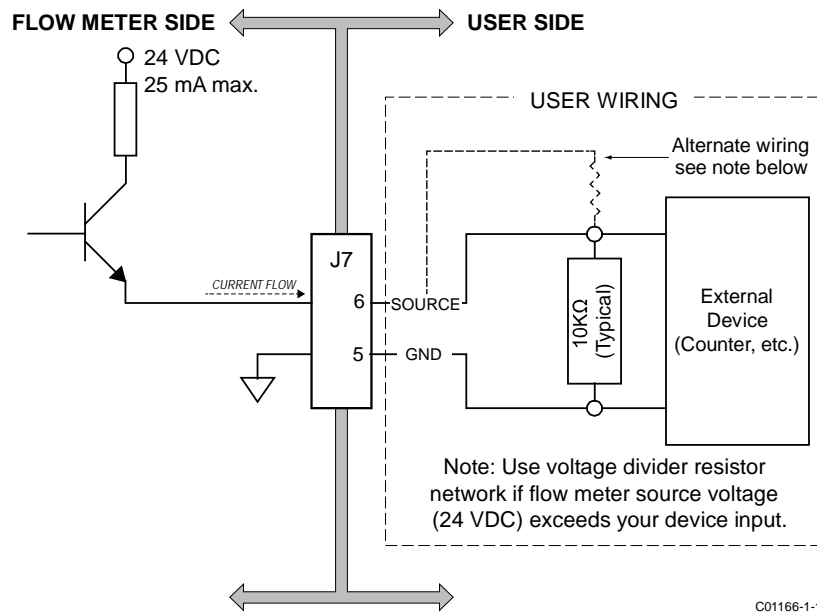 FLOW METER SIDE
USER SIDE
24 VDC
25 mA max.
USER WIRING
Alternate wiring
see note below
J7
CURRENT FLOW
6
SOURCE
5
GND
10KΩ
(Typical)
External
Device
(Counter, etc.)
Note: Use voltage divider resistor
network if flow meter source voltage
(24 VDC) exceeds your device input.